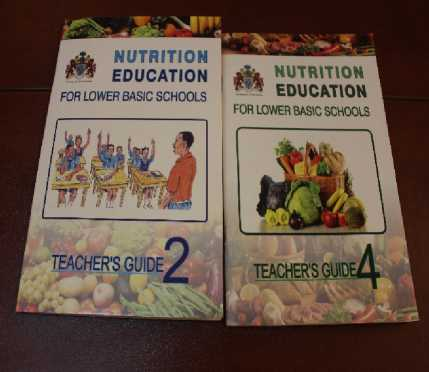 NUTRITION
EDUCATION
FOR LOWER BASIC SCHOOLS
TEACHER'S GUIDE 2
NUTRITION
EDUCATION
FOR LOWER BASIC SCHOOLS
TEACHER'S GUIDE 4